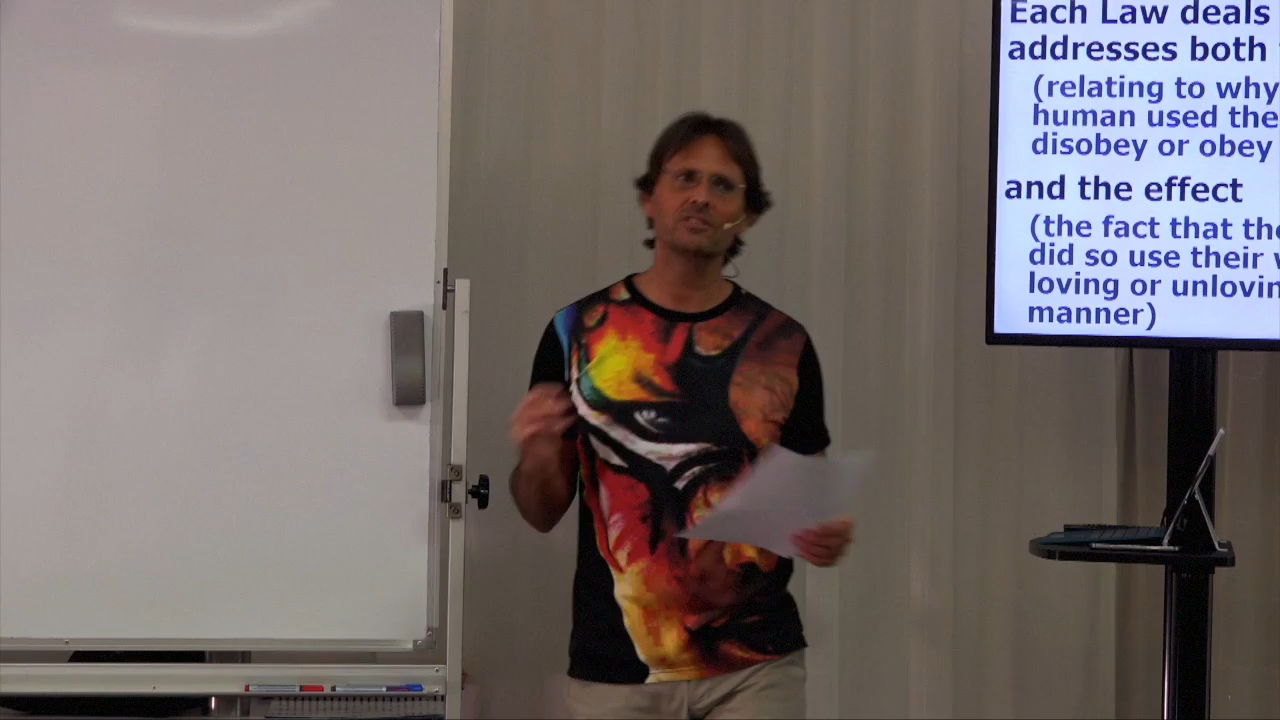 Each Law deals
addresses both
(relating to why
human used the
disobey or obey
and the effect
(the fact that the
did so use their
loving or unlovin
manner)